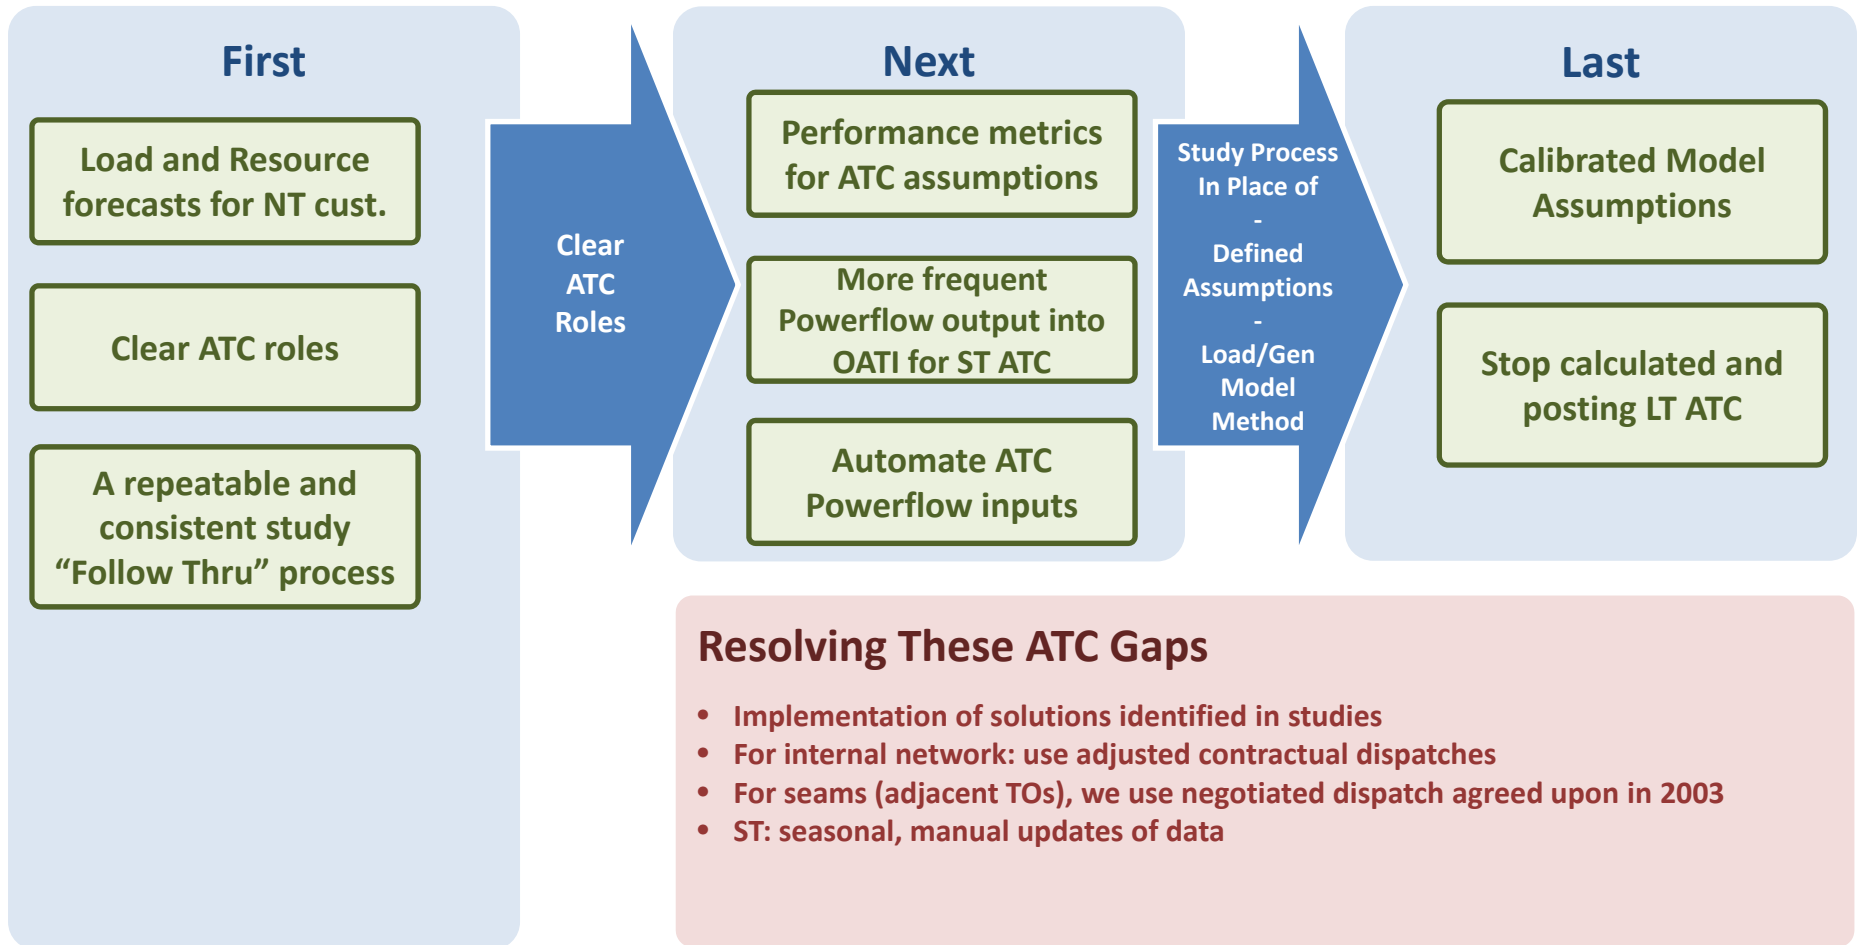 First
Load and Resource
forecasts for NT cust.
Clear ATC roles
A repeatable and
consistent study
“Follow Thru” process
Clear
ATC
Roles
Next
Performance metrics
for ATC assumptions
More frequent
Powerflow output into
OATI for ST ATC
Automate ATC
Powerflow inputs
Study Process
In Place of
-
Defined
Assumptions
-
Load/Gen
Model
Method
Last
Calibrated Model
Assumptions
Stop calculated and
posting LT ATC
Resolving These ATC Gaps
• Implementation of solutions identified in studies
• For internal network: use adjusted contractual dispatches
• For seams (adjacent TOs), we use negotiated dispatch agreed upon in 2003
• ST: seasonal, manual updates of data